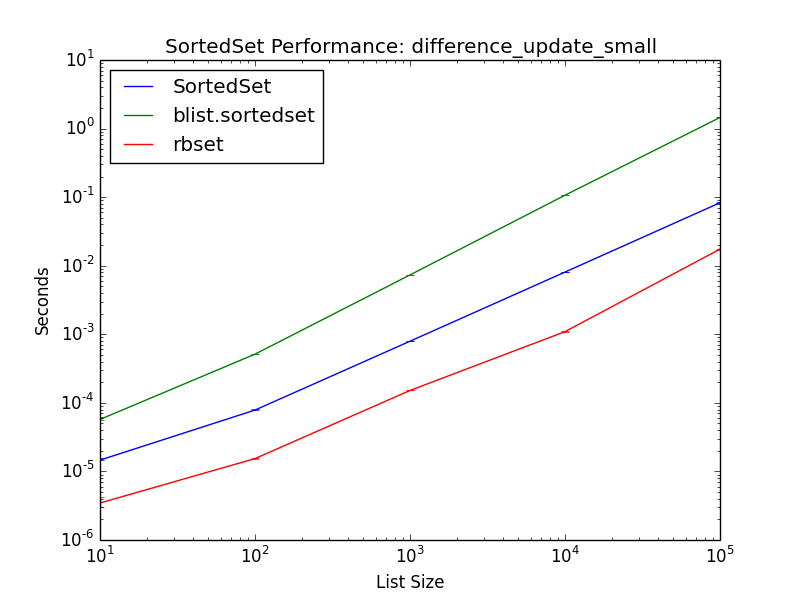 SortedSet Performance: difference_update_small
SortedSet
blist.sortedset
rbset
10^1
10^0
10^-1
10^-2
10^-3
10^-4
10^-5
10^-6
Seconds
10^1 10^2 10^3 10^4 10^5
List Size